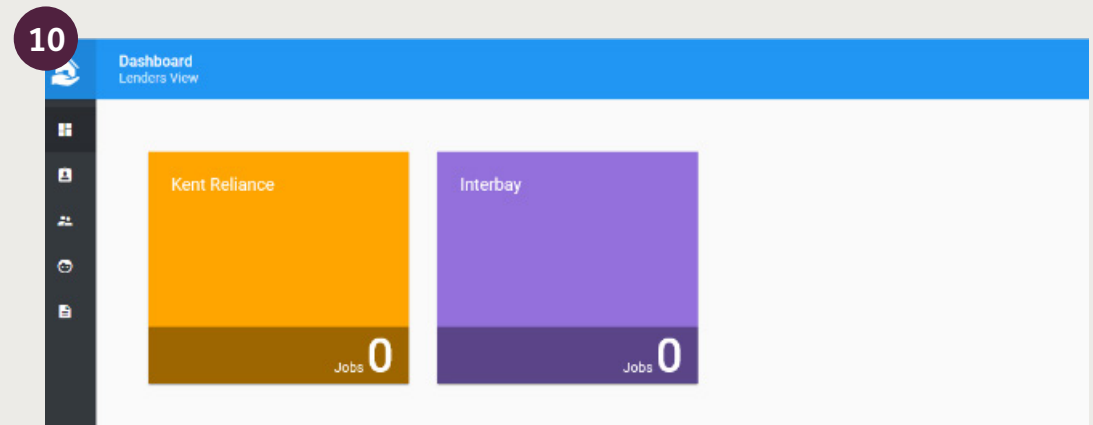 10
Dashboard
Lenders View
Kent Reliance
Interbay
Jobs 0
Jobs 0